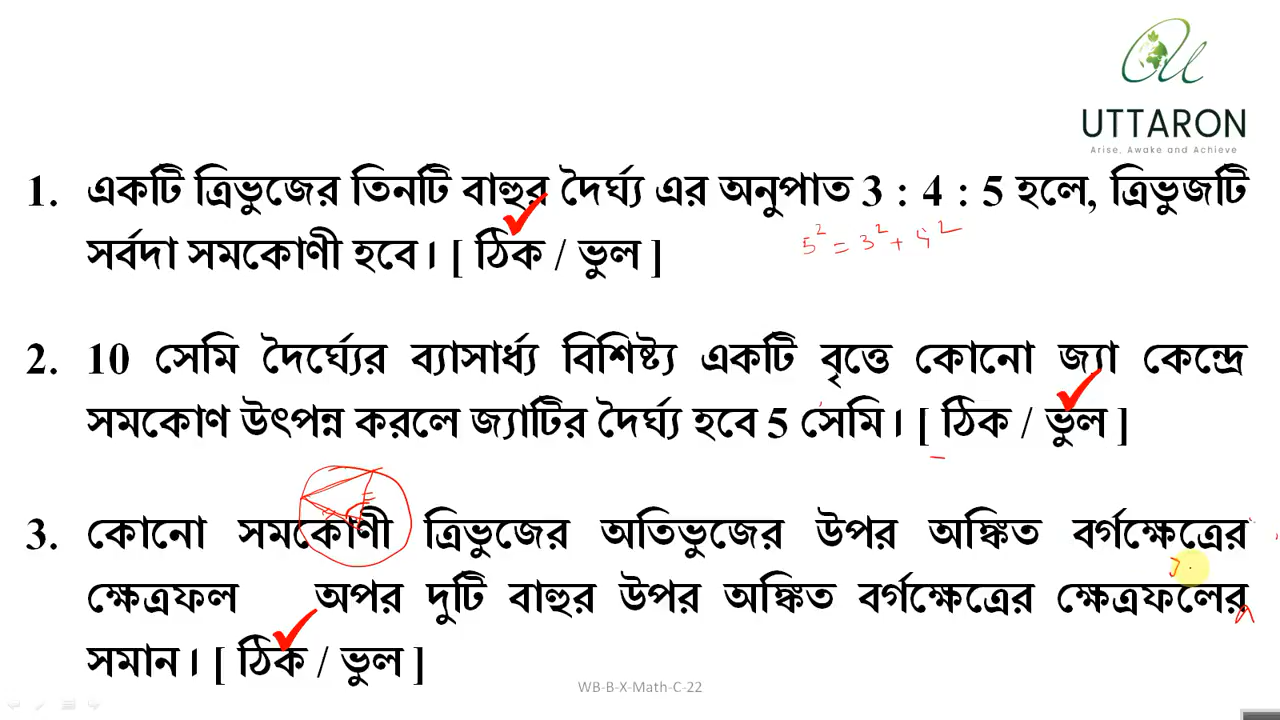 UTTARON
Arise, Awake and Achieve
1. একটি ত্রিভুজের তিনটি বাহুর দৈর্ঘ্য এর অনুপাত 3 : 4 : 5 হলে, ত্রিভুজটি
সর্বদা সমকোণী হবে। [ ঠিক / ভুল ]
5² = 3² + 4²
2. 10 সেমি দৈর্ঘ্যের ব্যাসার্ধ্য বিশিষ্ট্য একটি বৃত্তে কোনো জ্যা কেন্দ্রে
সমকোণ উৎপন্ন করলে জ্যাটির দৈর্ঘ্য হবে 5 সেমি। [ ঠিক / ভুল ]
3. কোনো সমকোণী ত্রিভুজের অতিভুজের উপর অঙ্কিত বর্গক্ষেত্রের
ক্ষেত্রফল অপর দুটি বাহুর উপর অঙ্কিত বর্গক্ষেত্রের ক্ষেত্রফলের
সমান। [ ঠিক / ভুল ]
WB-B-X-Math-C-22